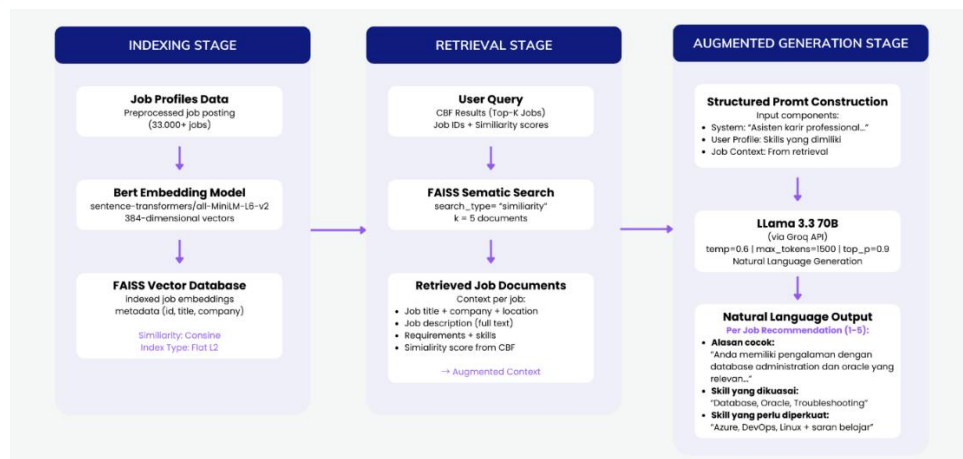 INDEXING STAGE
Job Profiles Data
Preprocessed job posting
(33.000+ jobs)
Bert Embedding Model
sentence-transformers/all-MiniLM-L6-v2
384-dimensional vectors
FAISS Vector Database
indexed job embeddings
metadata (id, title, company)
Similiarity: Consine
Index Type: Flat L2
RETRIEVAL STAGE
User Query
CBF Results (Top-K Jobs)
Job IDs + Similiarity scores
FAISS Sematic Search
search_type= "similiarity"
k = 5 documents
Retrieved Job Documents
Context per job:
• Job title + company + location
• Job description (full text)
• Requirements + skills
• Simialirity score from CBF
→ Augmented Context
AUGMENTED GENERATION STAGE
Structured Promt Construction
Input components:
• System: "Asisten karir professional..."
• User Profile: Skills yang dimiliki
• Job Context: From retrieval
LLama 3.3 70B
(via Groq API)
temp=0.6 | max_tokens=1500 | top_p=0.9
Natural Language Generation
Natural Language Output
Per Job Recommendation (1-5):
• Alasan cocok:
"Anda memiliki pengalaman dengan
database administration dan oracle yang
relevan..."
• Skill yang dikuasai:
"Database, Oracle, Troubleshooting"
• Skill yang perlu diperkuat:
"Azure, DevOps, Linux + saran belajar"